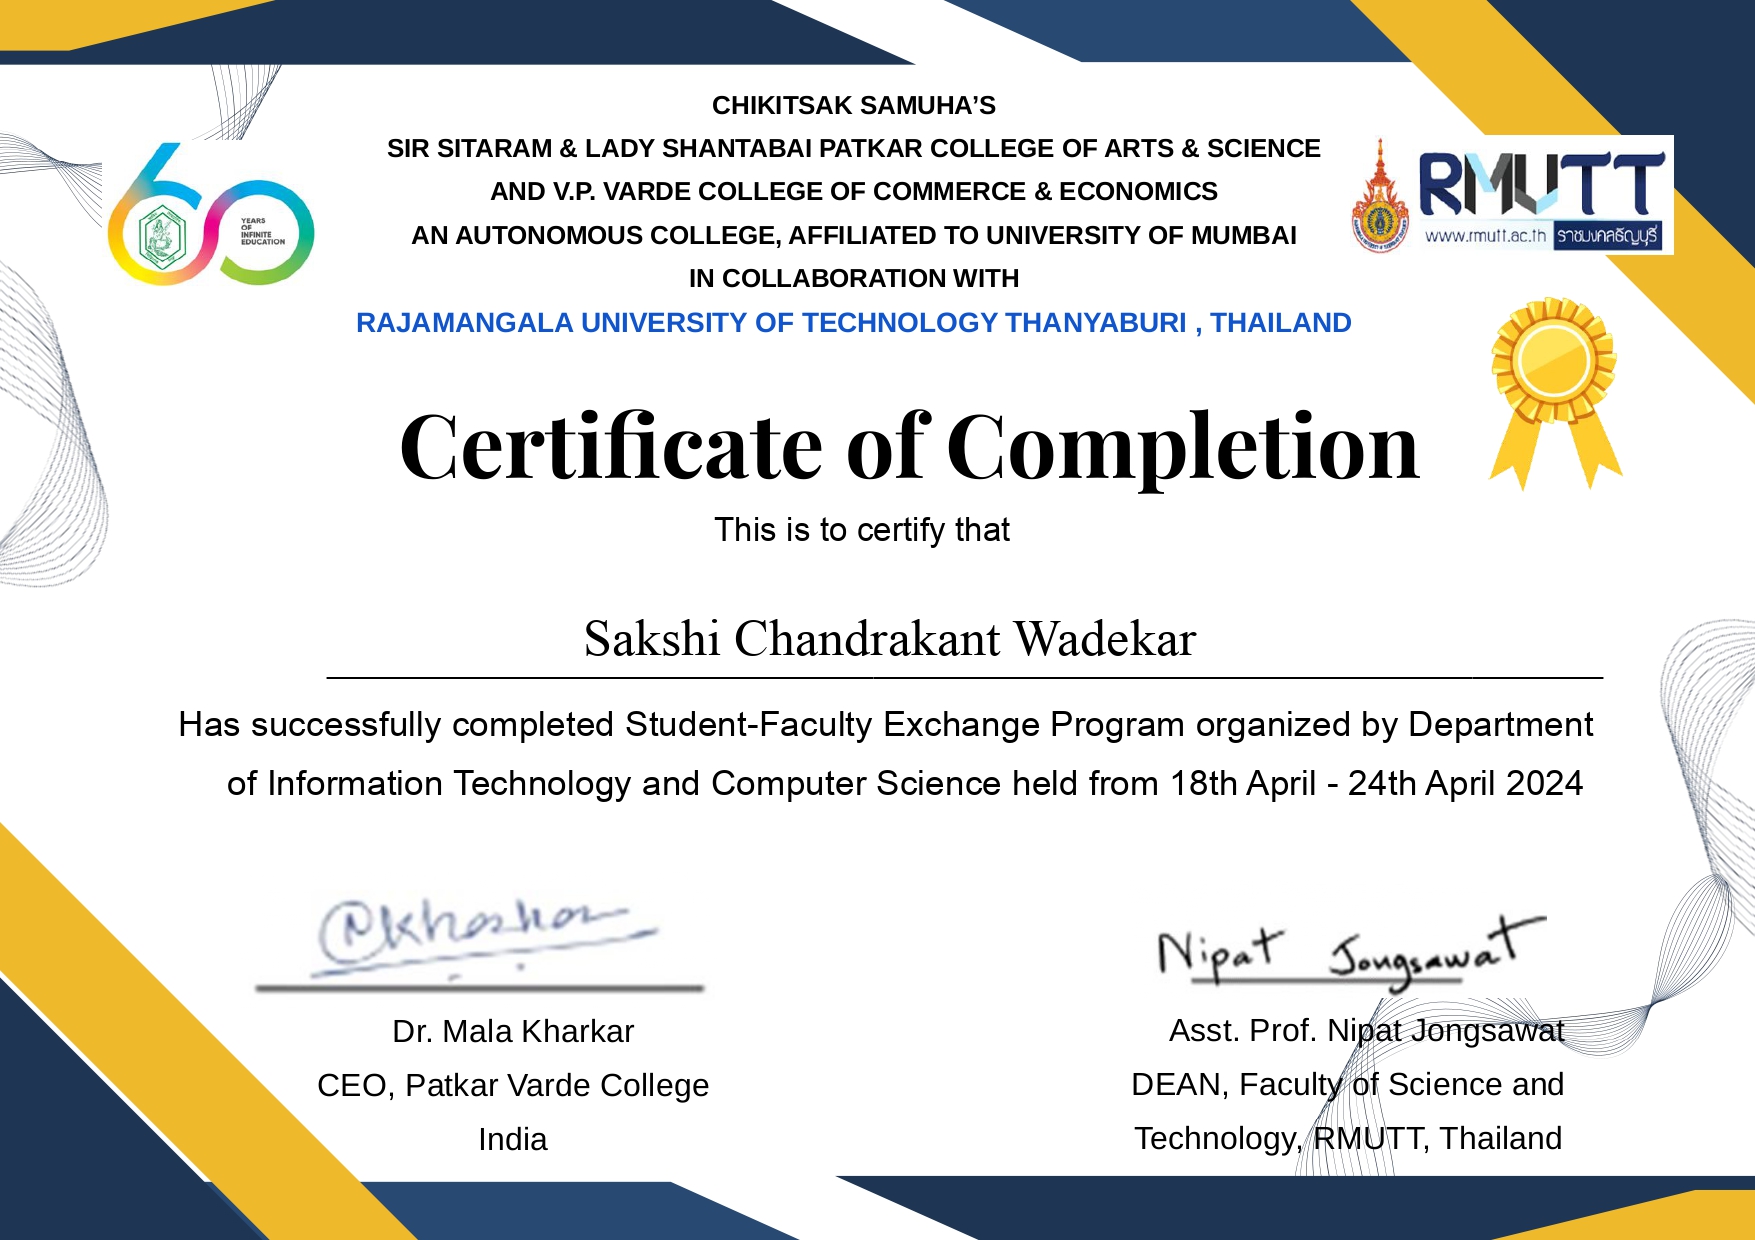 CHIKITSAK SAMUHA’S
SIR SITARAM & LADY SHANTABAI PATKAR COLLEGE OF ARTS & SCIENCE
AND V.P. VARDE COLLEGE OF COMMERCE & ECONOMICS
AN AUTONOMOUS COLLEGE, AFFILIATED TO UNIVERSITY OF MUMBAI
IN COLLABORATION WITH
RAJAMANGALA UNIVERSITY OF TECHNOLOGY THANYABURI , THAILAND
60
YEARS
OF
INFINITE
EDUCATION
RMUTT
www.rmutt.ac.th ราชมงคลธัญบุรี
Certificate of Completion
This is to certify that
Sakshi Chandrakant Wadekar
Has successfully completed Student-Faculty Exchange Program organized by Department
of Information Technology and Computer Science held from 18th April - 24th April 2024
Nipat Jongsawat
Dr. Mala Kharkar
CEO, Patkar Varde College
India
Asst. Prof. Nipat Jongsawat
DEAN, Faculty of Science and
Technology, RMUTT, Thailand